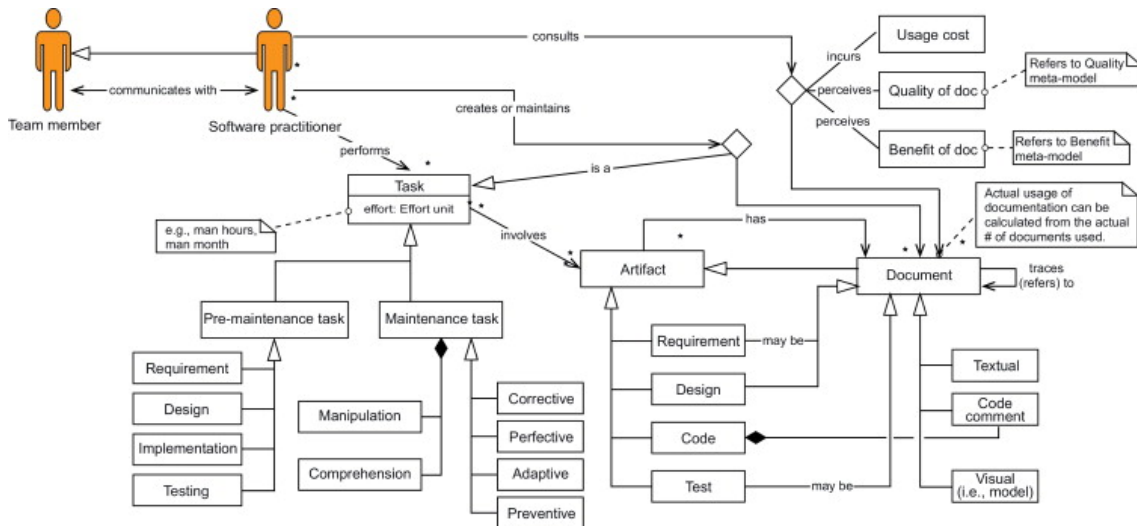 consults
Usage cost
incurs
Refers to Quality
meta-model
perceives
Quality of doc
communicates with
creates or maintains
perceives
Team member
Software practitioner
*
*
Benefit of doc
Refers to Benefit
meta-model
performs
*
is a
Task
effort: Effort unit
*
*
e.g., man hours,
man month
involves
has
*
*
*
Actual usage of
documentation can be
calculated from the actual
# of documents used.
*
*
Artifact
Document
traces
(refers) to
Pre-maintenance task
Maintenance task
Requirement
may be
Requirement
Design
Textual
Design
Manipulation
Corrective
Code
comment
Implementation
Perfective
Code
Comprehension
Adaptive
Testing
Test
may be
Visual
(i.e., model)
Preventive